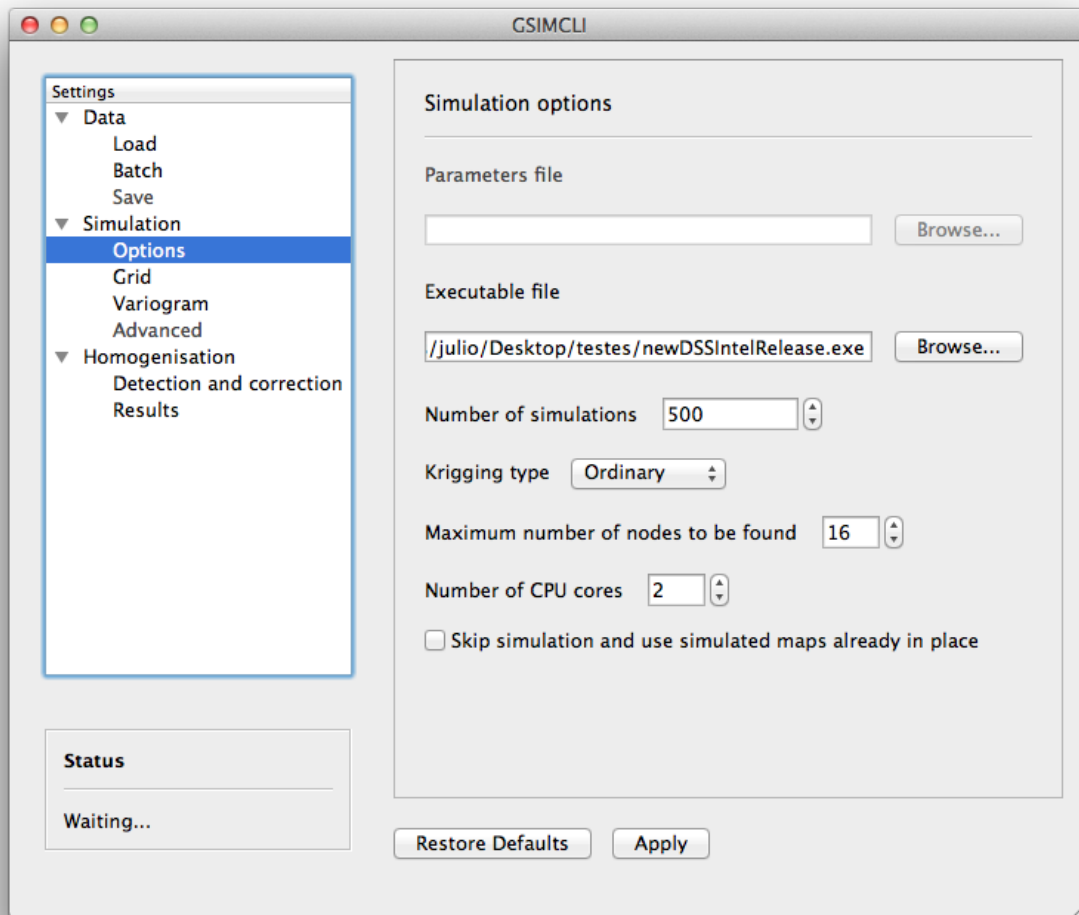 GSIMCLI
Settings
Data
Load
Batch
Save
Simulation
Options
Grid
Variogram
Advanced
Homogenisation
Detection and correction
Results
Status
Waiting...
Simulation options
Parameters file
Browse...
Executable file
/julio/Desktop/testes/newDSSIntelRelease.exe Browse...
Number of simulations 500
Krigging type Ordinary
Maximum number of nodes to be found 16
Number of CPU cores 2
Skip simulation and use simulated maps already in place
Restore Defaults Apply